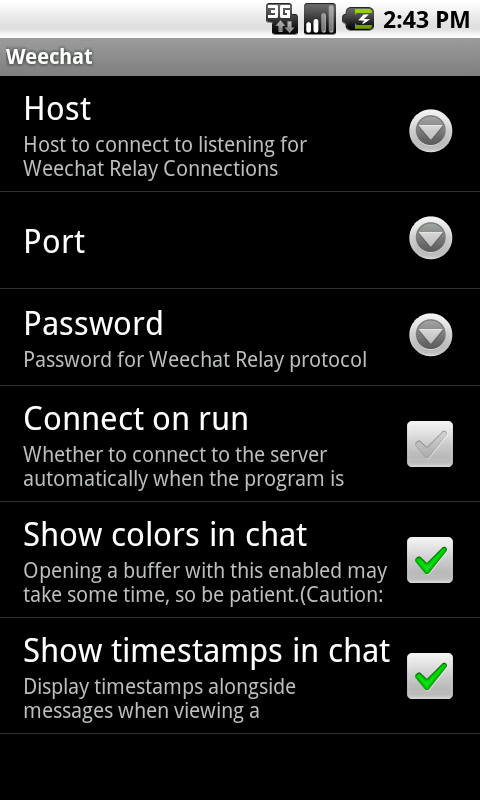 3G 2:43 PM
Weechat
Host
Host to connect to listening for
Weechat Relay Connections
Port
Password
Password for Weechat Relay protocol
Connect on run
Whether to connect to the server
automatically when the program is
Show colors in chat
Opening a buffer with this enabled may
take some time, so be patient.(Caution:
Show timestamps in chat
Display timestamps alongside
messages when viewing a